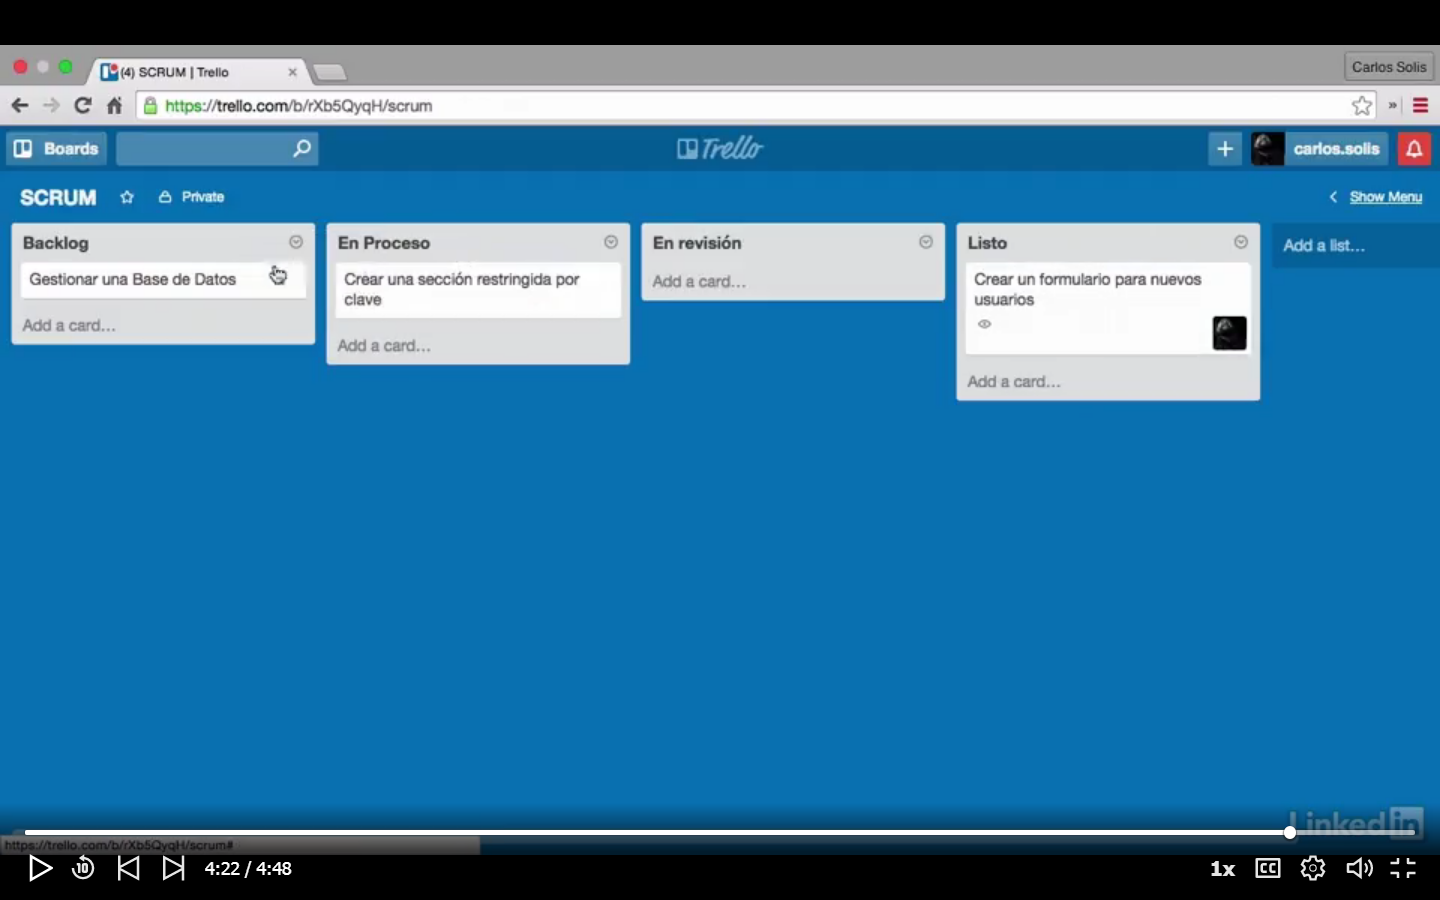 (4) SCRUM | Trello
Carlos Solis
https://trello.com/b/rXb5QyqH/scrum
Boards
Trello
carlos.solis
SCRUM
Private
Show Menu
Backlog
Gestionar una Base de Datos
Add a card...
En Proceso
Crear una sección restringida por
clave
Add a card...
En revisión
Add a card...
Listo
Crear un formulario para nuevos
usuarios
Add a card...
Add a list...
LinkedIn
https://trello.com/b/rXb5QyqH/scrum#
10
4:22 / 4:48
1x
CC